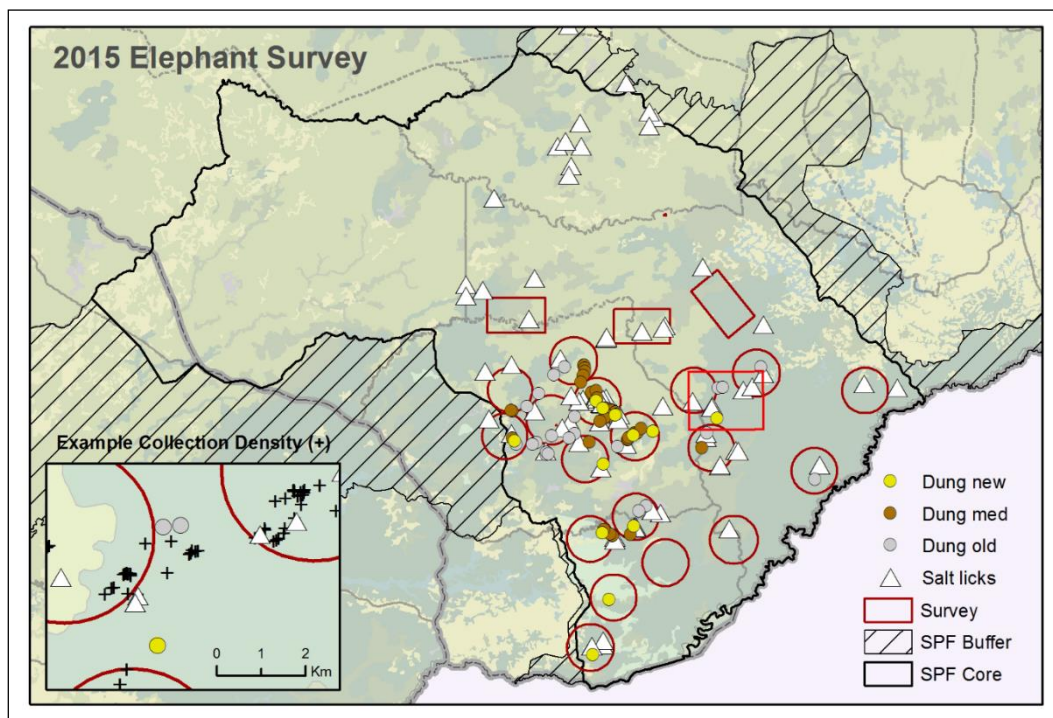 2015 Elephant Survey
Example Collection Density (+)
0 1 2
Km
Dung new
Dung med
Dung old
Salt licks
Survey
SPF Buffer
SPF Core